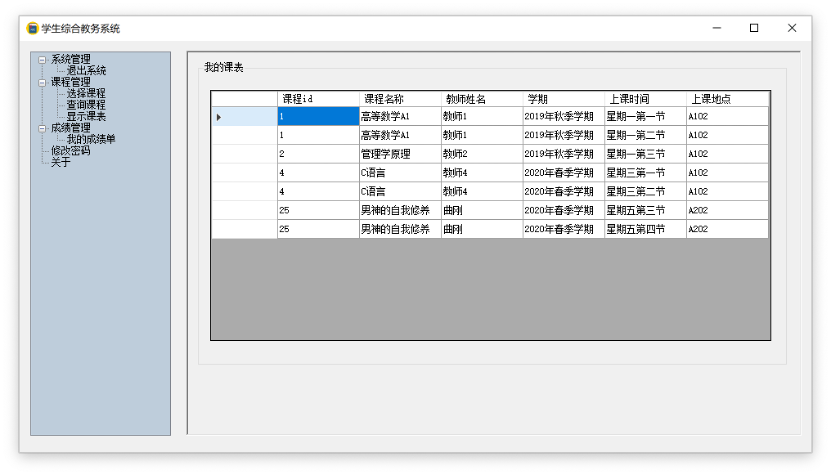 学生综合教务系统
系统管理
退出系统
课程管理
选择课程
查询课程
显示课表
成绩管理
我的成绩单
修改密码
关于
我的课表
课程id 课程名称 教师姓名 学期 上课时间 上课地点
1 高等数学A1 教师1 2019年秋季学期 星期一第一节 A102
1 高等数学A1 教师1 2019年秋季学期 星期一第二节 A102
2 管理学原理 教师2 2019年秋季学期 星期一第三节 A102
4 C语言 教师4 2020年春季学期 星期三第一节 A102
4 C语言 教师4 2020年春季学期 星期三第二节 A102
25 男神的自我修养 曲刚 2020年春季学期 星期五第三节 A202
25 男神的自我修养 曲刚 2020年春季学期 星期五第四节 A202